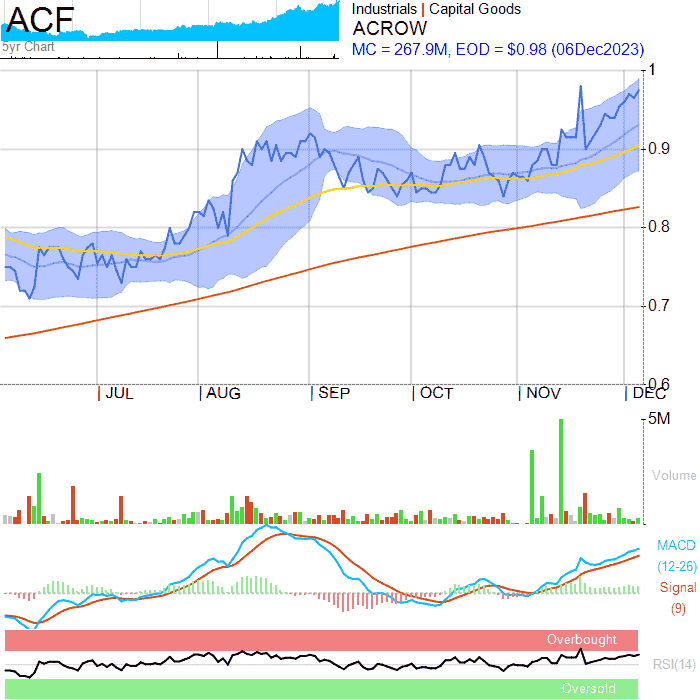 ACF
5yr Chart
Industrials | Capital Goods
ACROW
MC = 267.9M, EOD = $0.98 (06Dec2023)
1
0.9
0.8
0.7
0.6
JUL AUG SEP OCT NOV DEC
5M
Volume
MACD
(12-26)
Signal
(9)
Overbought
RSI(14)
Oversold